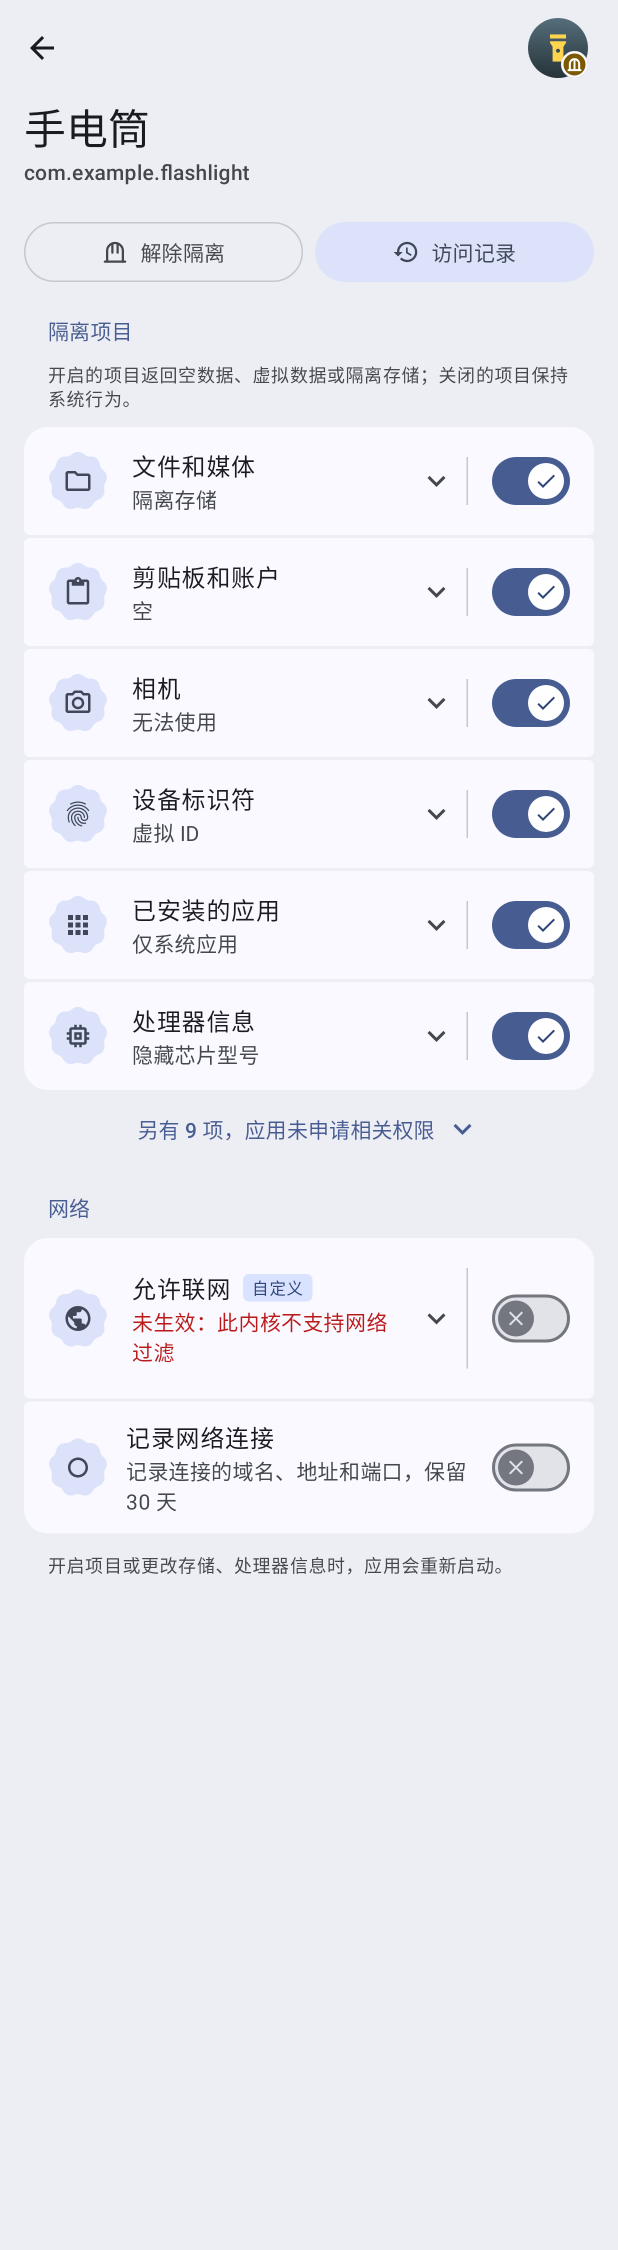 手电筒
com.example.flashlight
解除隔离
访问记录
隔离项目
开启的项目返回空数据、虚拟数据或隔离存储；关闭的项目保持
系统行为。
文件和媒体
隔离存储
剪贴板和账户
空
相机
无法使用
设备标识符
虚拟 ID
已安装的应用
仅系统应用
处理器信息
隐藏芯片型号
另有 9 项，应用未申请相关权限
网络
允许联网 自定义
未生效：此内核不支持网络
过滤
记录网络连接
记录连接的域名、地址和端口，保留
30 天
开启项目或更改存储、处理器信息时，应用会重新启动。